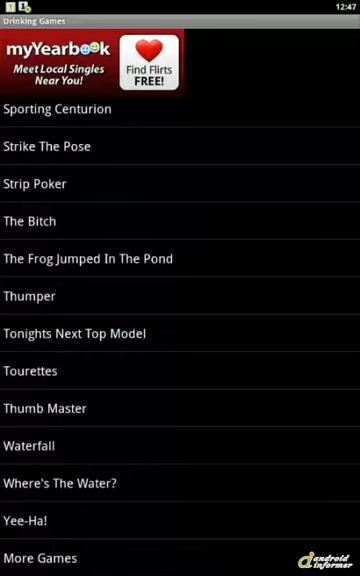 12:47
Drinking Games
myYearbook
Meet Local Singles
Near You!
Find Flirts
FREE!
Sporting Centurion
Strike The Pose
Strip Poker
The Bitch
The Frog Jumped In The Pond
Thumper
Tonights Next Top Model
Tourettes
Thumb Master
Waterfall
Where's The Water?
Yee-Ha!
More Games
android
informer